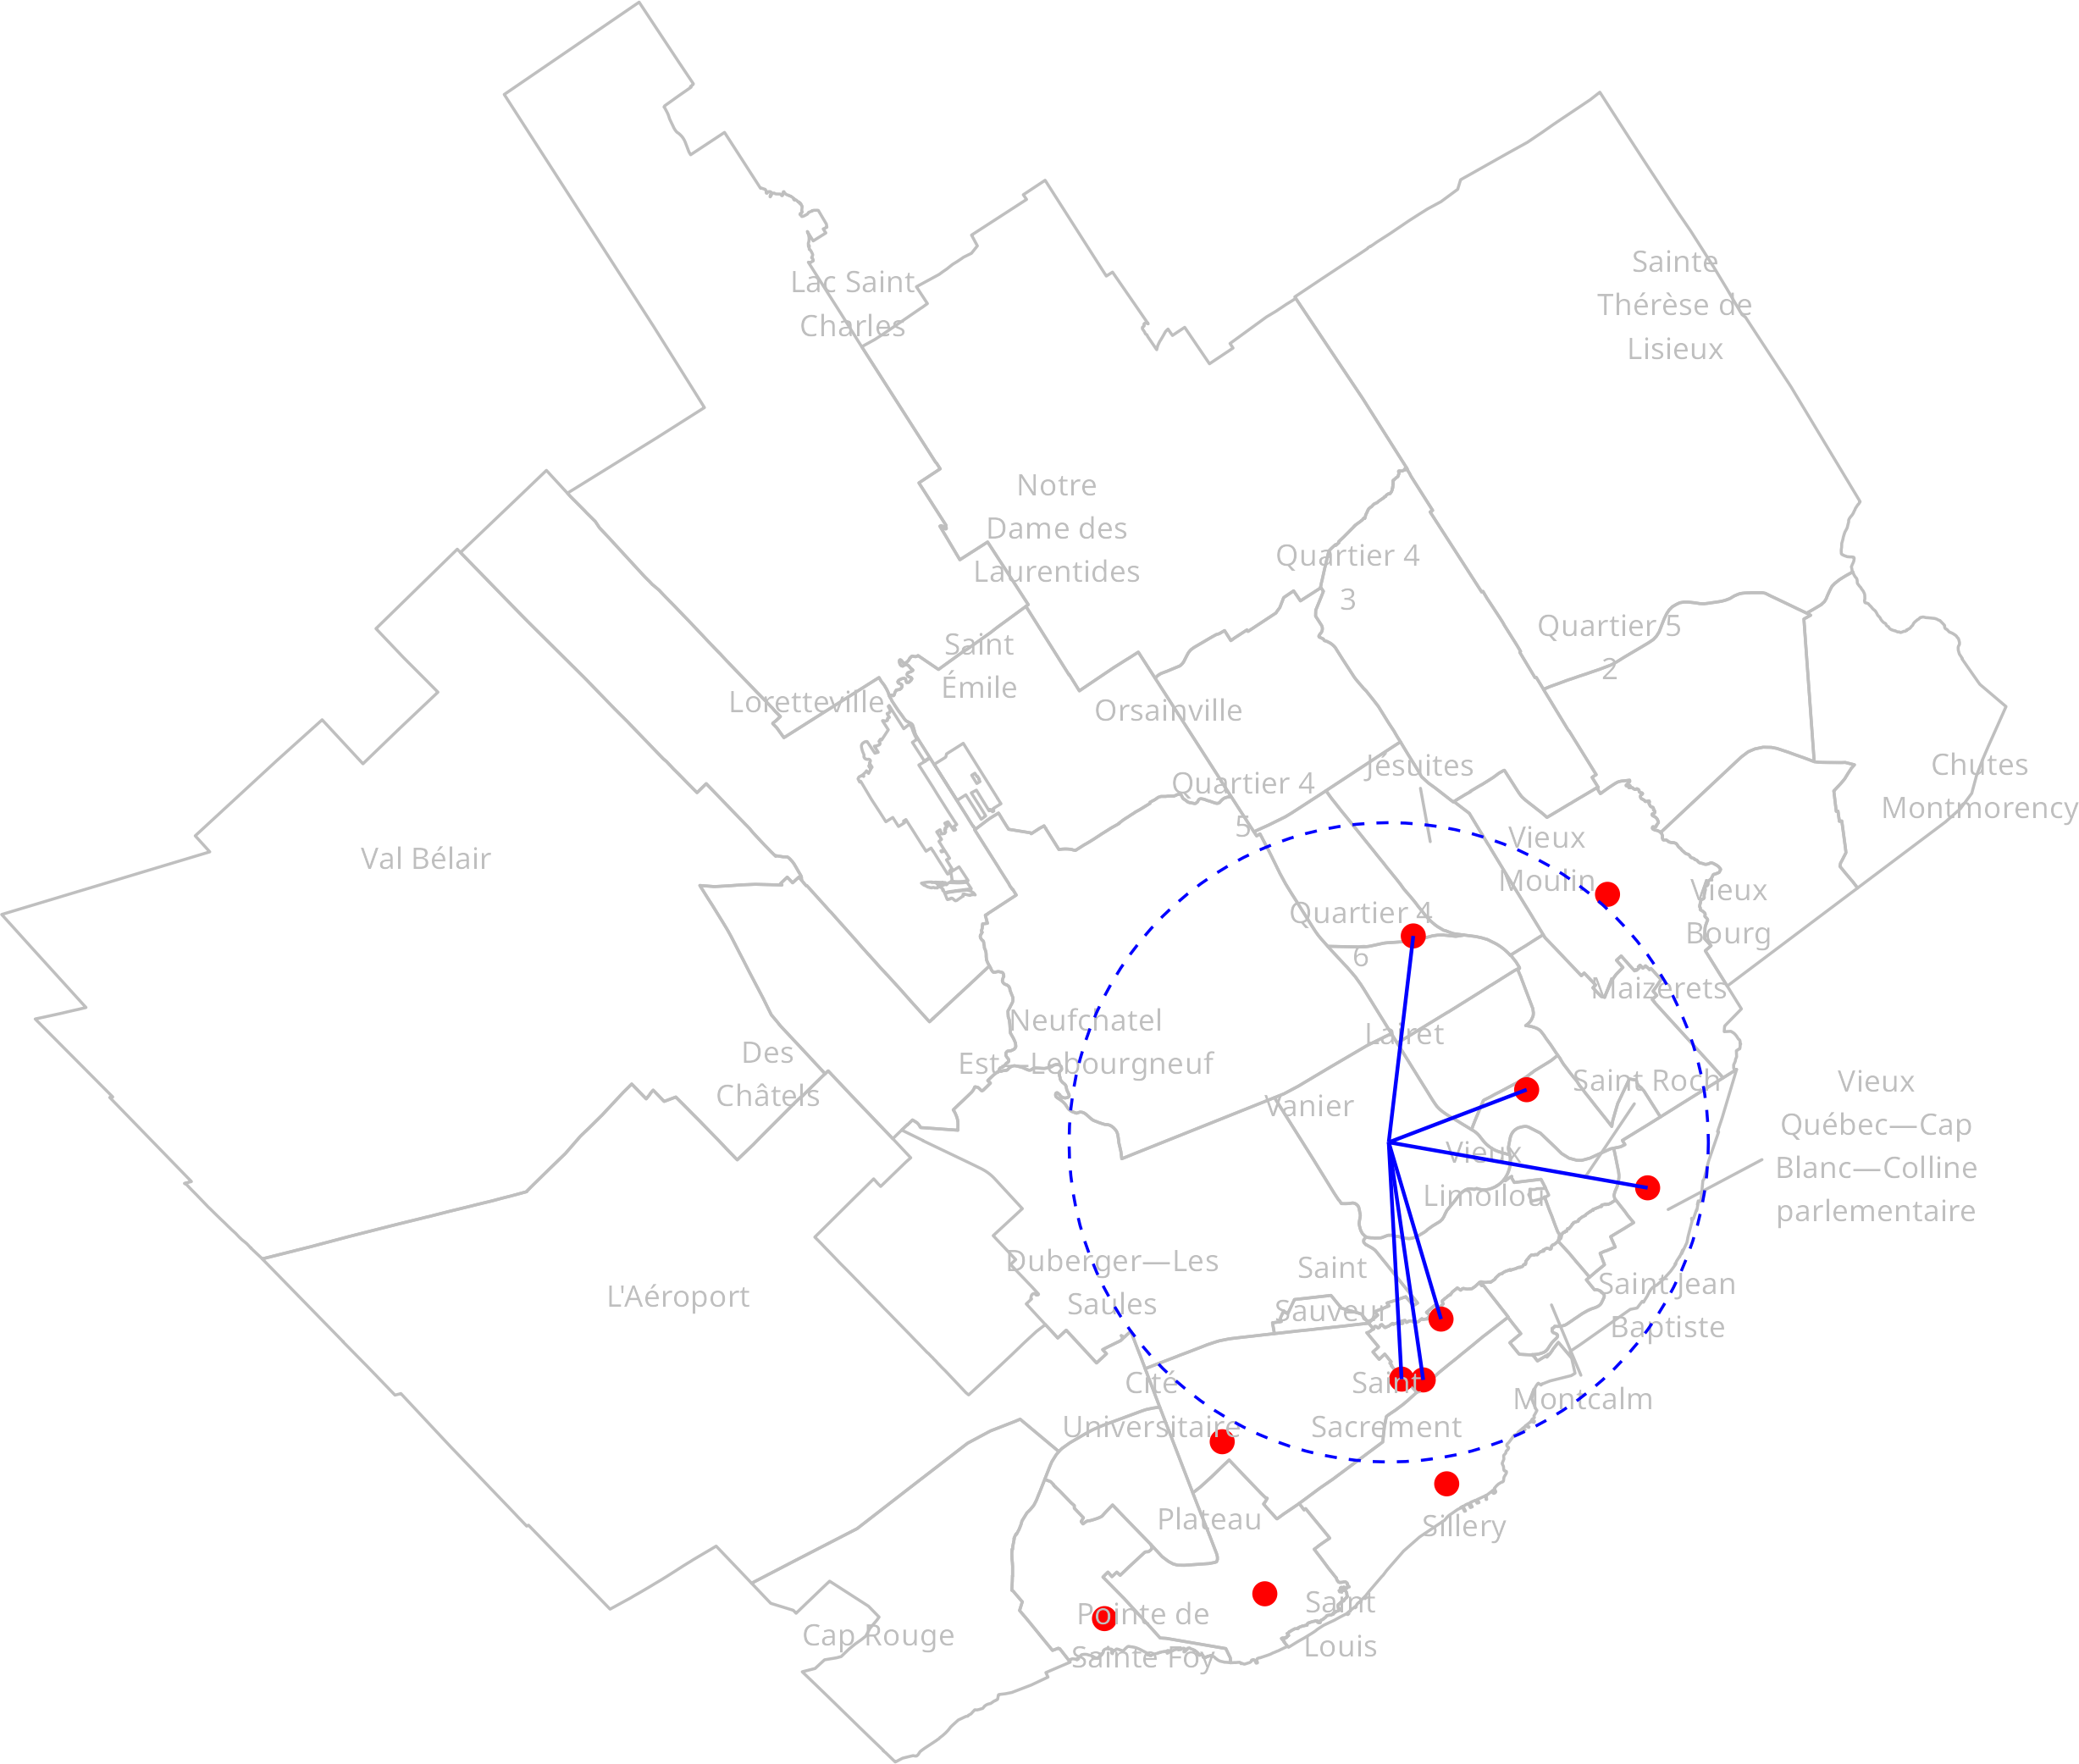 Sainte
Thérèse de
Lisieux
Lac Saint
Charles
Notre
Dame des
Laurentides
Quartier 4
3
Quartier 5
2
Saint
Émile
Loretteville
Orsainville
Jésuites
Quartier 4
5
Chutes
Montmorency
Vieux
Moulin
Val Bélair
Vieux
Bourg
Quartier 4
6
Maizerets
Neufchatel
Est—Lebourgneuf
Lairet
Des
Châtels
Saint Roch
Vieux
Québec—Cap
Blanc—Colline
parlementaire
Vanier
Vieux
Limoilou
Duberger—Les
Saules
Saint
Sauveur
L'Aéroport
Saint Jean
Baptiste
Cité
Universitaire
Saint
Sacrement
Montcalm
Plateau
Sillery
Pointe de
Sainte Foy
Saint
Louis
Cap Rouge